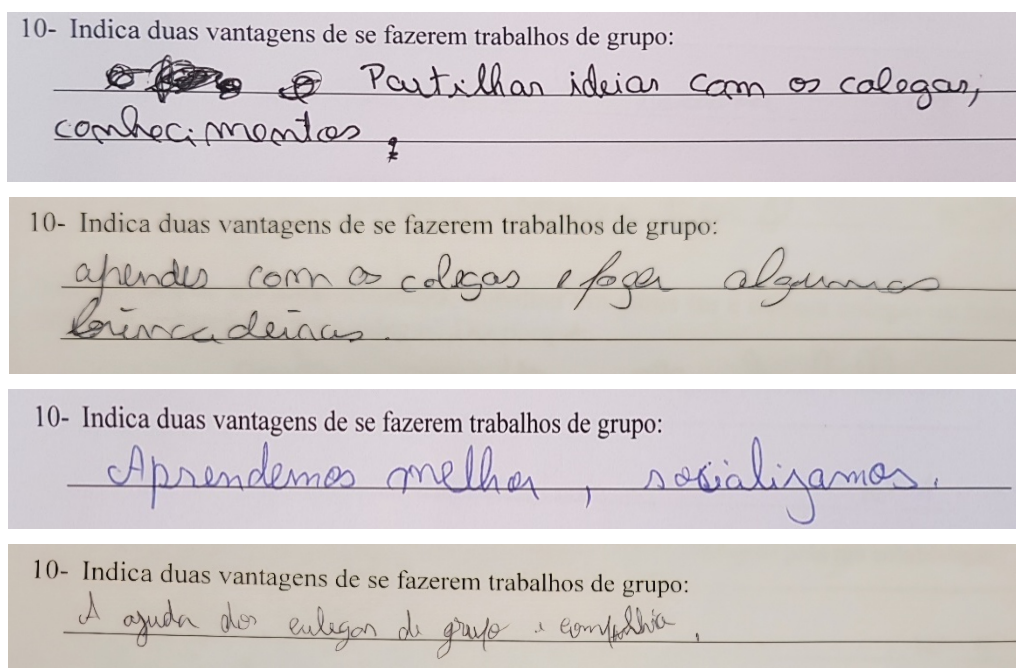 10- Indica duas vantagens de se fazerem trabalhos de grupo:
Partilhar ideias com os colegas,
conhecimentos.
10- Indica duas vantagens de se fazerem trabalhos de grupo:
aprendes com os colegas e fazer algumas
brincadeiras.
10- Indica duas vantagens de se fazerem trabalhos de grupo:
Aprendemos melhor, socializamos.
10- Indica duas vantagens de se fazerem trabalhos de grupo:
A ajuda dos colegas de grupo e